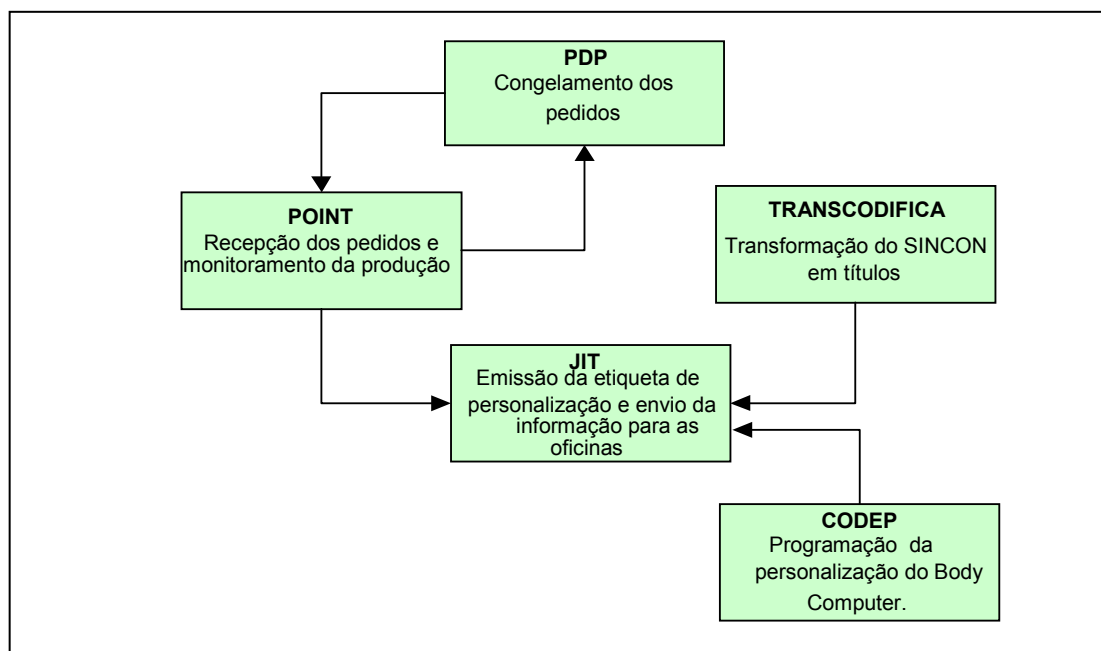 PDP
Congelamento dos
pedidos
POINT
Recepção dos pedidos e
monitoramento da produção
TRANSCODIFICA
Transformação do SINCON
em títulos
JIT
Emissão da etiqueta de
personalização e envio da
informação para as
oficinas
CODEP
Programação da
personalização do Body
Computer.